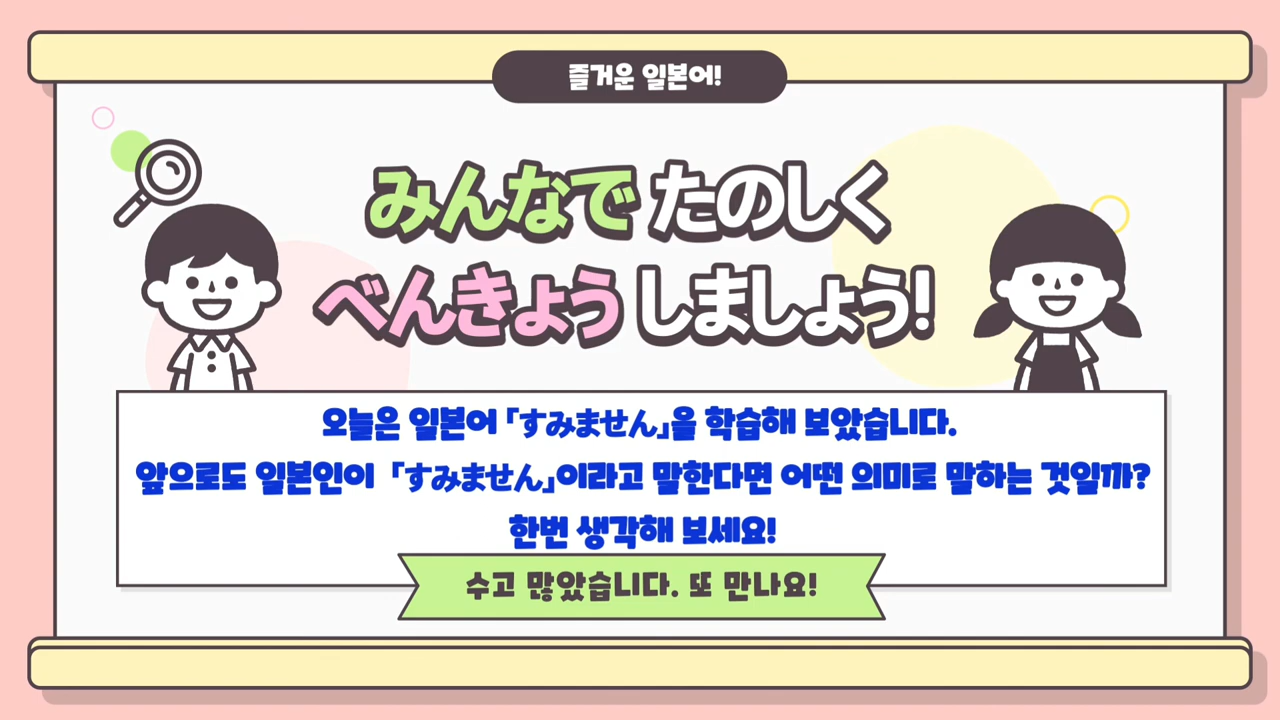 즐거운 일본어!
みんなで たのしく
べんきょう しましょう!
오늘은 일본어 「すみません」을 학습해 보았습니다.
앞으로도 일본인이 「すみません」이라고 말한다면 어떤 의미로 말하는 것일까?
한번 생각해 보세요!
수고 많았습니다. 또 만나요!